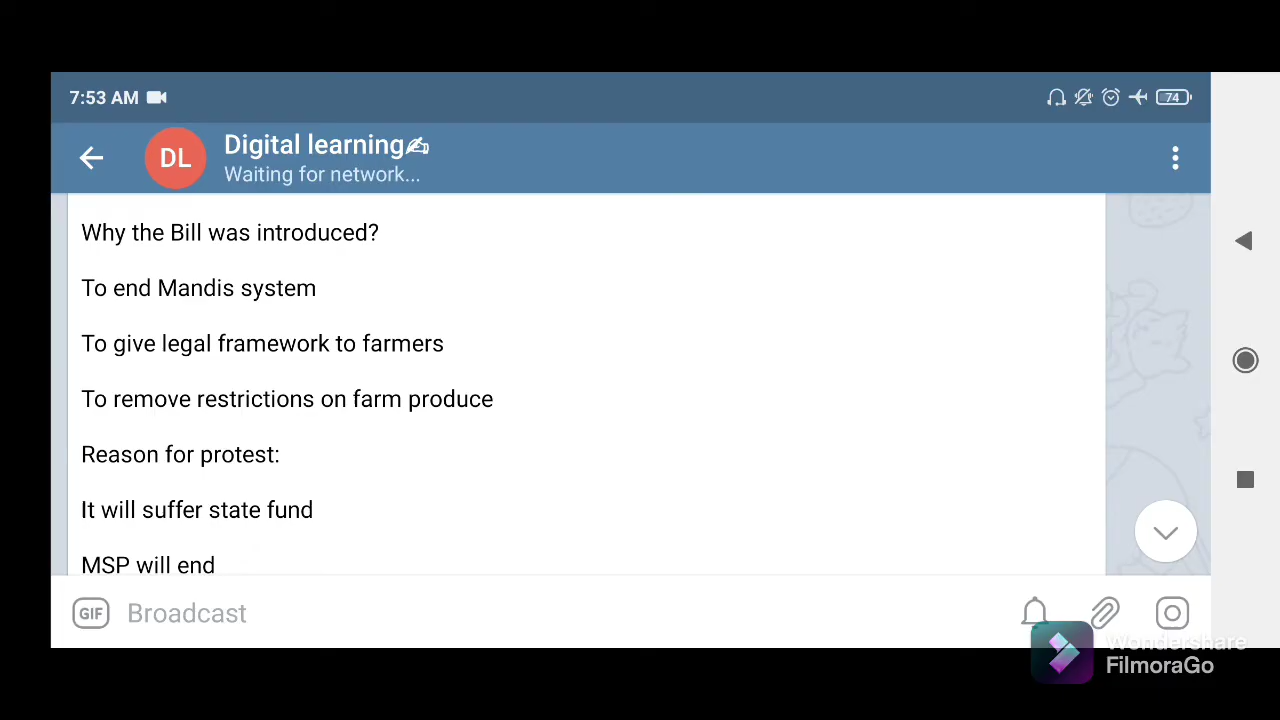 7:53 AM
74
DL
Digital learning✍
Waiting for network...
Why the Bill was introduced?
To end Mandis system
To give legal framework to farmers
To remove restrictions on farm produce
Reason for protest:
It will suffer state fund
MSP will end
GIF
Broadcast
Wondershare
FilmoraGo